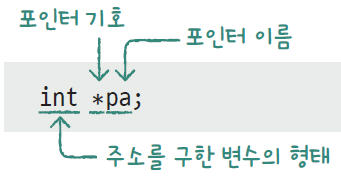 포인터 기호
포인터 이름
int *pa;
주소를 구한 변수의 형태